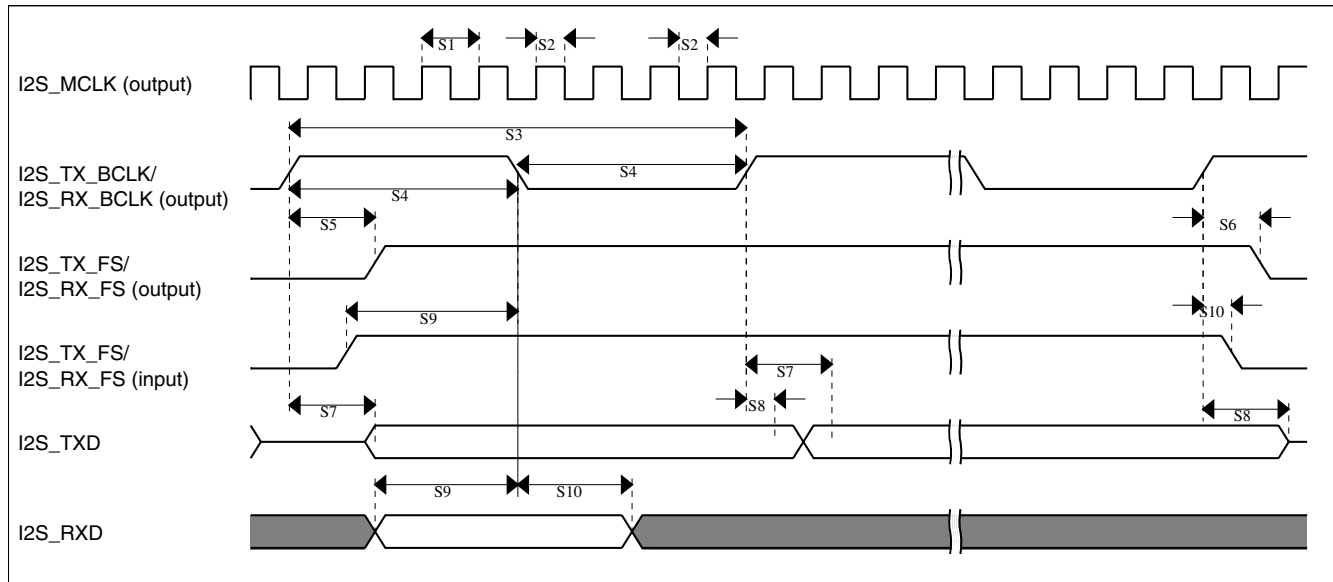 S1
S2
S2
I2S_MCLK (output)
S3
I2S_TX_BCLK/
I2S_RX_BCLK (output)
S4
S4
S5
S6
I2S_TX_FS/
I2S_RX_FS (output)
S9
S10
I2S_TX_FS/
I2S_RX_FS (input)
S7
S7
S8
S8
I2S_TXD
S9
S10
I2S_RXD